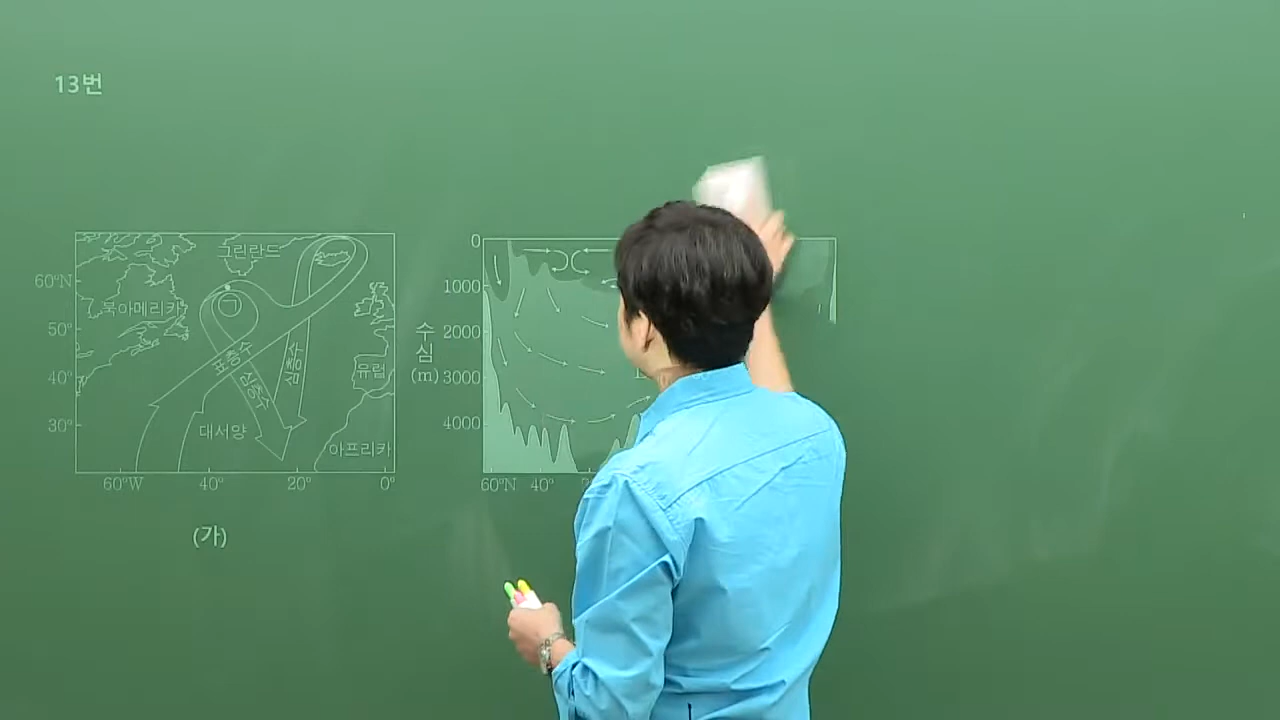 13번
그린란드
60°N
북아메리카
㉠
50°
표층수
심층수
심층수
40°
유럽
30°
대서양
아프리카
60°W
40°
20°
0°
(가)
수심(m)
0
1000
2000
3000
4000
60°N
40°